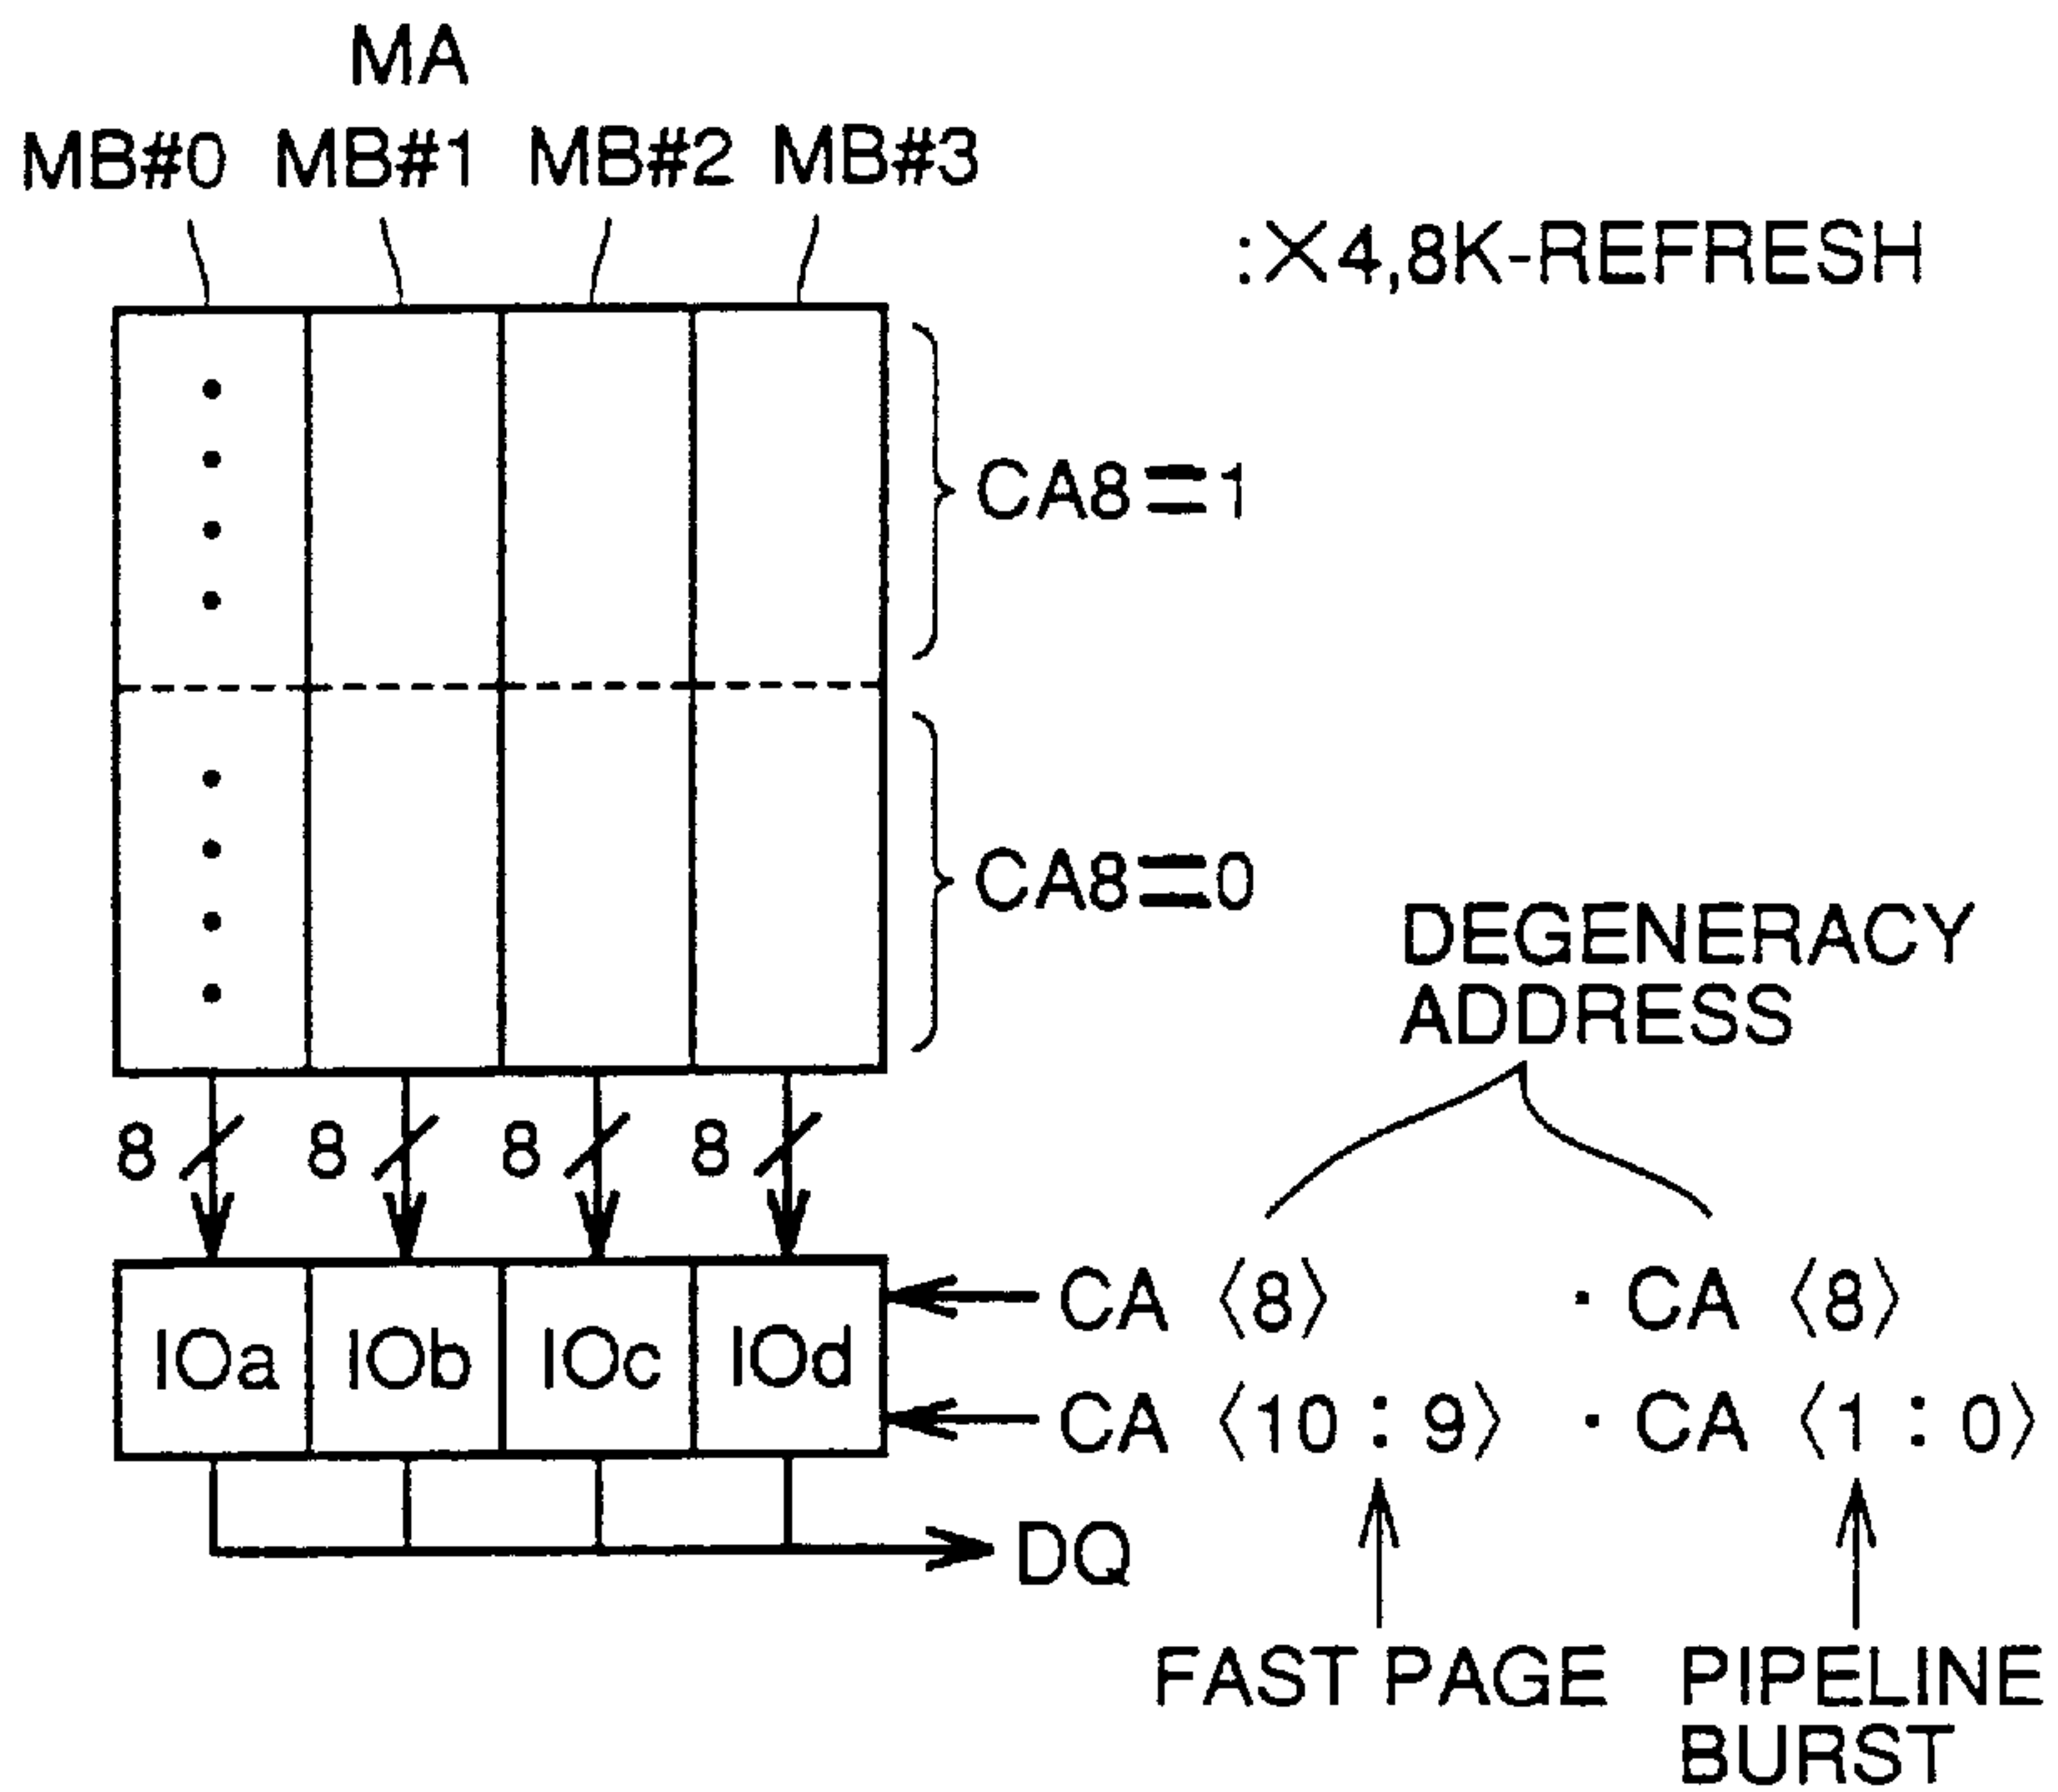 MA
MB#0 MB#1 MB#2 MB#3
:×4,8K-REFRESH
CA8=1
CA8=0
DEGENERACY
ADDRESS
8 8 8 8
CA 〈8〉 · CA 〈8〉
IOa IOb IOc IOd
CA 〈10 : 9〉 · CA 〈1 : 0〉
DQ
FAST PAGE PIPELINE
BURST